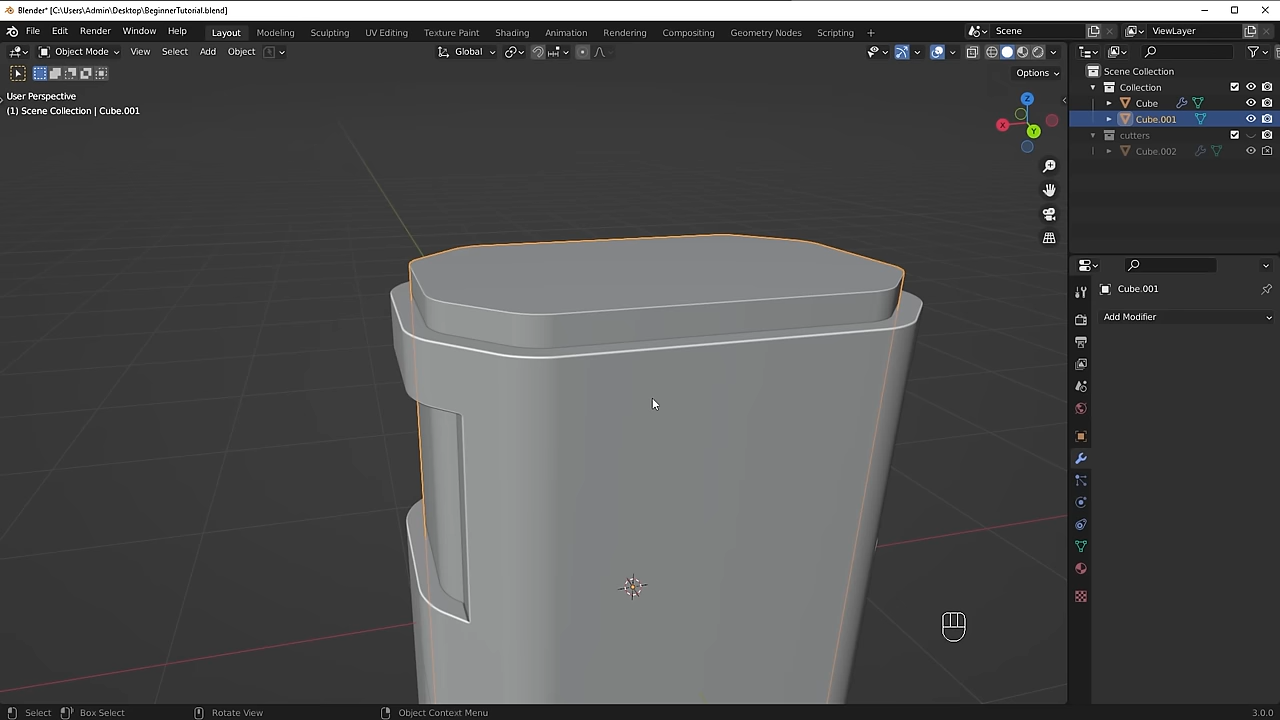 Blender* [C:\Users\Admin\Desktop\BeginnerTutorial.blend]
File Edit Render Window Help Layout Modeling Sculpting UV Editing Texture Paint Shading Animation Rendering Compositing Geometry Nodes Scripting + Scene ViewLayer
Object Mode View Select Add Object Global
Options
User Perspective
(1) Scene Collection | Cube.001
Z
X
Y
Scene Collection
Collection
Cube
Cube.001
cutters
Cube.002
Cube.001
Add Modifier
Select Box Select Rotate View Object Context Menu 3.0.0